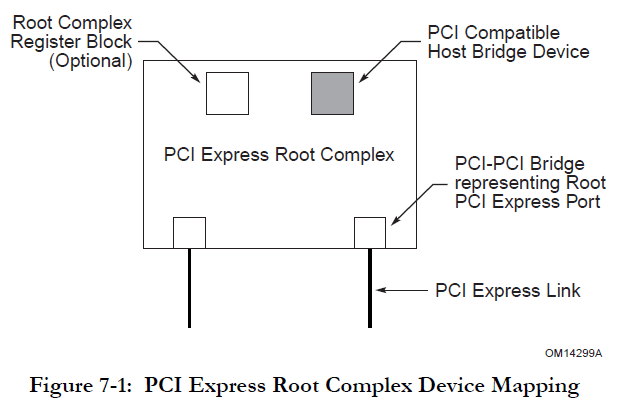 Root Complex
Register Block
(Optional)
PCI Compatible
Host Bridge Device
PCI Express Root Complex
PCI-PCI Bridge
representing Root
PCI Express Port
PCI Express Link
OM14299A
Figure 7-1: PCI Express Root Complex Device Mapping